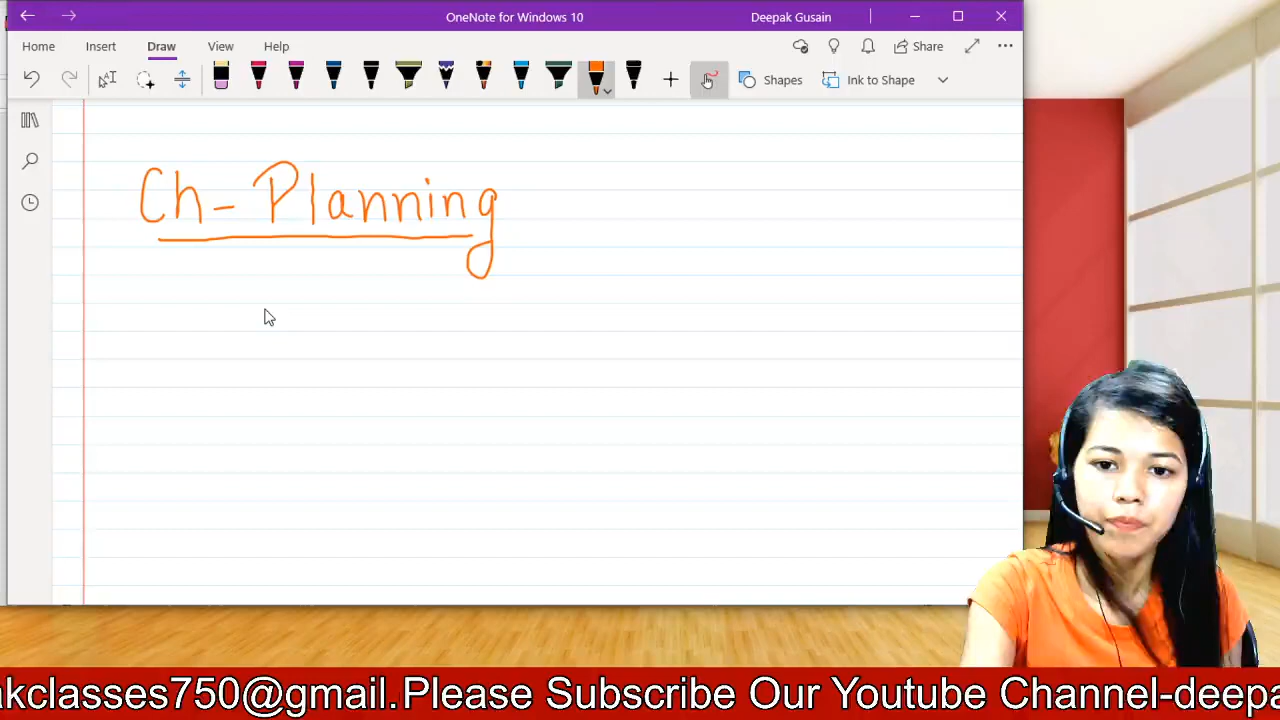 OneNote for Windows 10
Deepak Gusain
Home Insert Draw View Help Share
Shapes Ink to Shape
Ch- Planning
akclasses750@gmail.Please Subscribe Our Youtube Channel-deepa